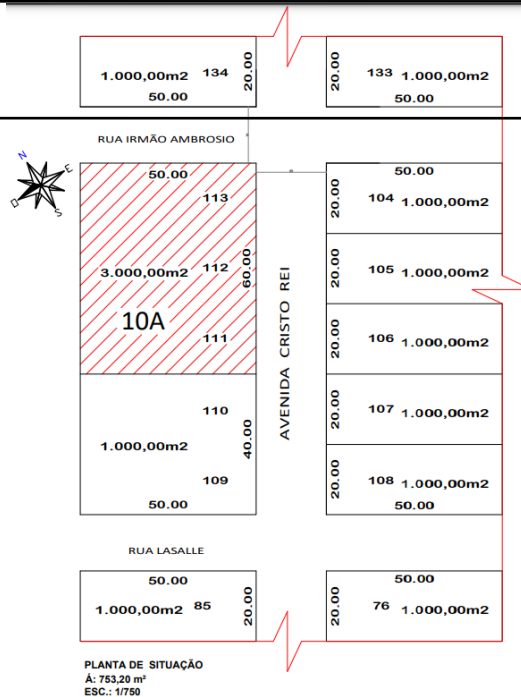 1.000,00m2 134 20.00
50.00
20.00 133 1.000,00m2
50.00
RUA IRMÃO AMBROSIO
N
E
O
S
50.00
113
3.000,00m2 112 60.00
10A
111
110
1.000,00m2 40.00
109
50.00
AVENIDA CRISTO REI
50.00
20.00 104 1.000,00m2
20.00 105 1.000,00m2
20.00 106 1.000,00m2
20.00 107 1.000,00m2
20.00 108 1.000,00m2
50.00
RUA LASALLE
50.00
1.000,00m2 85 20.00
50.00
20.00 76 1.000,00m2
PLANTA DE SITUAÇÃO
Á: 753,20 m²
ESC.: 1/750